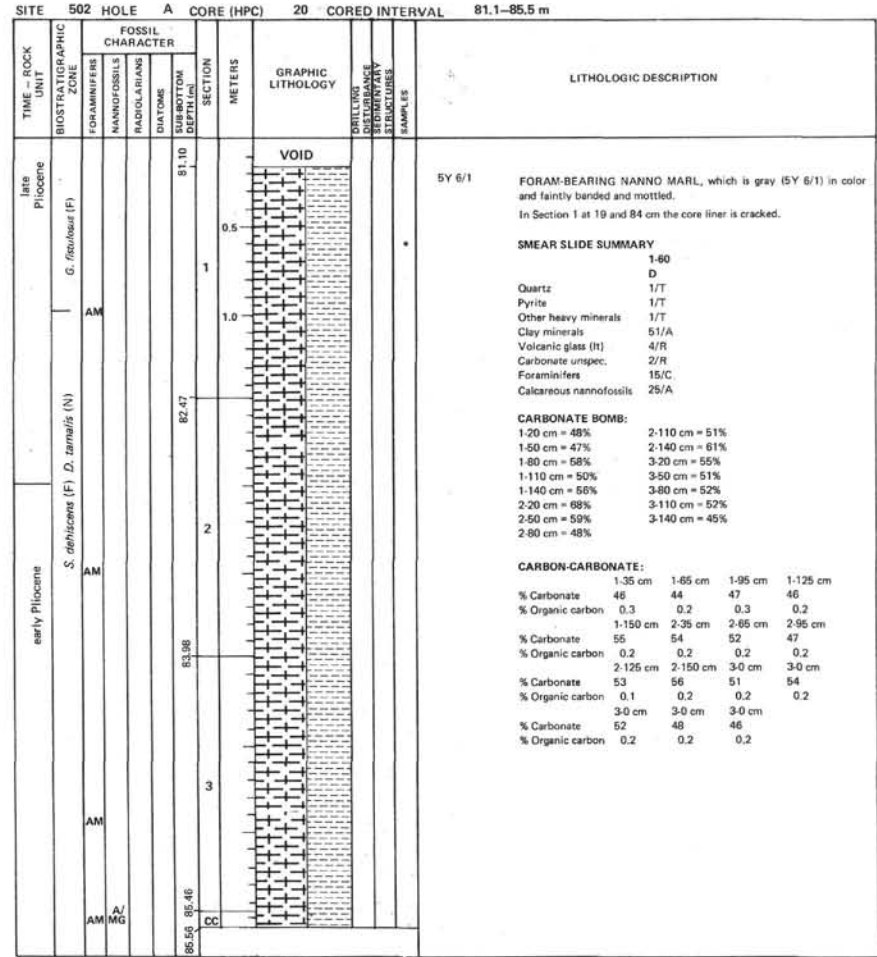 SITE 502 HOLE A CORE (HPC) 20 CORED INTERVAL 81.1–85.5 m
TIME – ROCK UNIT
BIOSTRATIGRAPHIC ZONE
FOSSIL CHARACTER
FORAMINIFERS
NANNOFOSSILS
RADIOLARIANS
DIATOMS
SUB-BOTTOM DEPTH (m)
SECTION
METERS
GRAPHIC LITHOLOGY
DRILLING DISTURBANCE
SEDIMENTARY STRUCTURES
SAMPLES
LITHOLOGIC DESCRIPTION
late Pliocene
early Pliocene
G. fistulosus (F)
S. dehiscens (F) D. tamalis (N)
AM
AM
AM
AM
A/
MG
81.10
82.47
83.98
85.46
85.56
1
2
3
CC
0.5
1.0
VOID
*
5Y 6/1
FORAM-BEARING NANNO MARL, which is gray (5Y 6/1) in color
and faintly banded and mottled.
In Section 1 at 19 and 84 cm the core liner is cracked.
SMEAR SLIDE SUMMARY
1-60
D
Quartz 1/T
Pyrite 1/T
Other heavy minerals 1/T
Clay minerals 51/A
Volcanic glass (lt) 4/R
Carbonate unspec. 2/R
Foraminifers 15/C
Calcareous nannofossils 25/A
CARBONATE BOMB:
1-20 cm = 48% 2-110 cm = 51%
1-50 cm = 47% 2-140 cm = 61%
1-80 cm = 58% 3-20 cm = 55%
1-110 cm = 50% 3-50 cm = 51%
1-140 cm = 56% 3-80 cm = 52%
2-20 cm = 68% 3-110 cm = 52%
2-50 cm = 59% 3-140 cm = 45%
2-80 cm = 48%
CARBON-CARBONATE:
1-35 cm 1-65 cm 1-95 cm 1-125 cm
% Carbonate 46 44 47 46
% Organic carbon 0.3 0.2 0.3 0.2
1-150 cm 2-35 cm 2-65 cm 2-95 cm
% Carbonate 55 54 52 47
% Organic carbon 0.2 0.2 0.2 0.2
2-125 cm 2-150 cm 3-0 cm 3-0 cm
% Carbonate 53 56 51 54
% Organic carbon 0.1 0.2 0.2 0.2
3-0 cm 3-0 cm 3-0 cm
% Carbonate 52 48 46
% Organic carbon 0.2 0.2 0.2